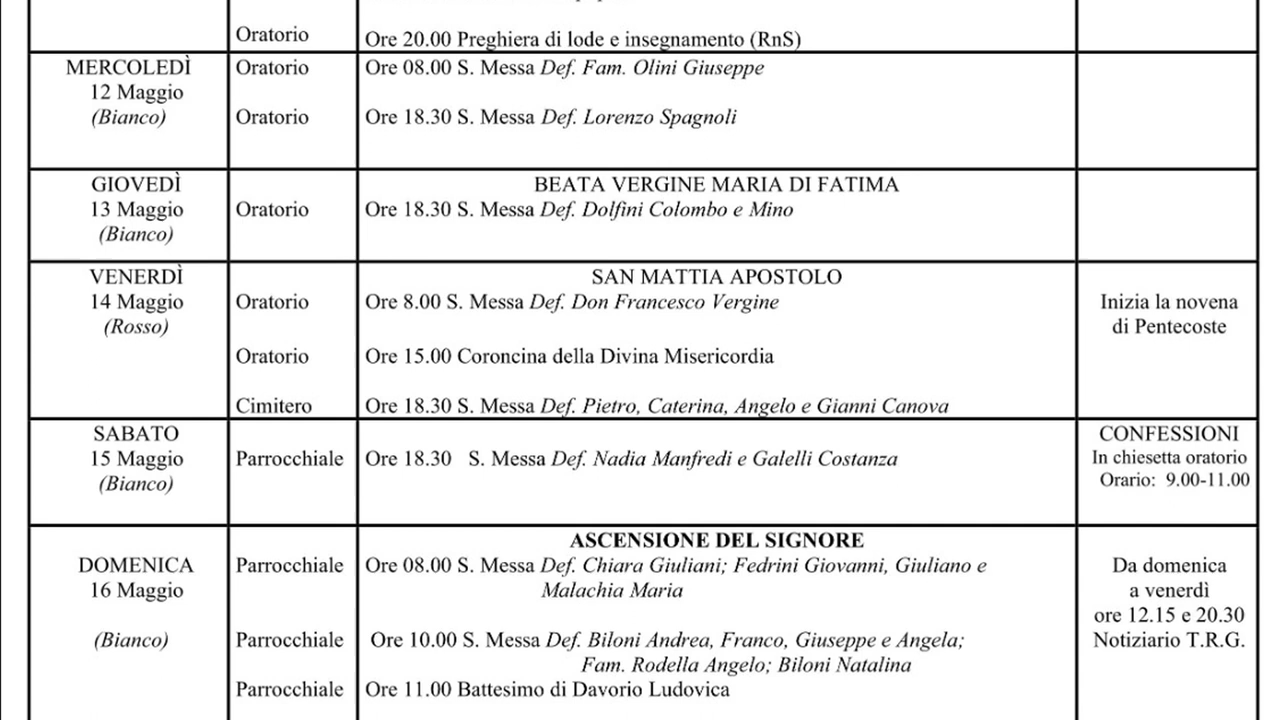 Oratorio Ore 20.00 Preghiera di lode e insegnamento (RnS)
MERCOLEDÌ Oratorio Ore 08.00 S. Messa Def. Fam. Olini Giuseppe
12 Maggio
(Bianco) Oratorio Ore 18.30 S. Messa Def. Lorenzo Spagnoli
GIOVEDÌ BEATA VERGINE MARIA DI FATIMA
13 Maggio Oratorio Ore 18.30 S. Messa Def. Dolfini Colombo e Mino
(Bianco)
VENERDÌ SAN MATTIA APOSTOLO
14 Maggio Oratorio Ore 8.00 S. Messa Def. Don Francesco Vergine Inizia la novena
(Rosso) di Pentecoste
Oratorio Ore 15.00 Coroncina della Divina Misericordia
Cimitero Ore 18.30 S. Messa Def. Pietro, Caterina, Angelo e Gianni Canova
SABATO CONFESSIONI
15 Maggio Parrocchiale Ore 18.30 S. Messa Def. Nadia Manfredi e Galelli Costanza In chiesetta oratorio
(Bianco) Orario: 9.00-11.00
ASCENSIONE DEL SIGNORE
DOMENICA Parrocchiale Ore 08.00 S. Messa Def. Chiara Giuliani; Fedrini Giovanni, Giuliano e Da domenica
16 Maggio Malachia Maria a venerdì
ore 12.15 e 20.30
(Bianco) Parrocchiale Ore 10.00 S. Messa Def. Biloni Andrea, Franco, Giuseppe e Angela; Notiziario T.R.G.
Fam. Rodella Angelo; Biloni Natalina
Parrocchiale Ore 11.00 Battesimo di Davorio Ludovica